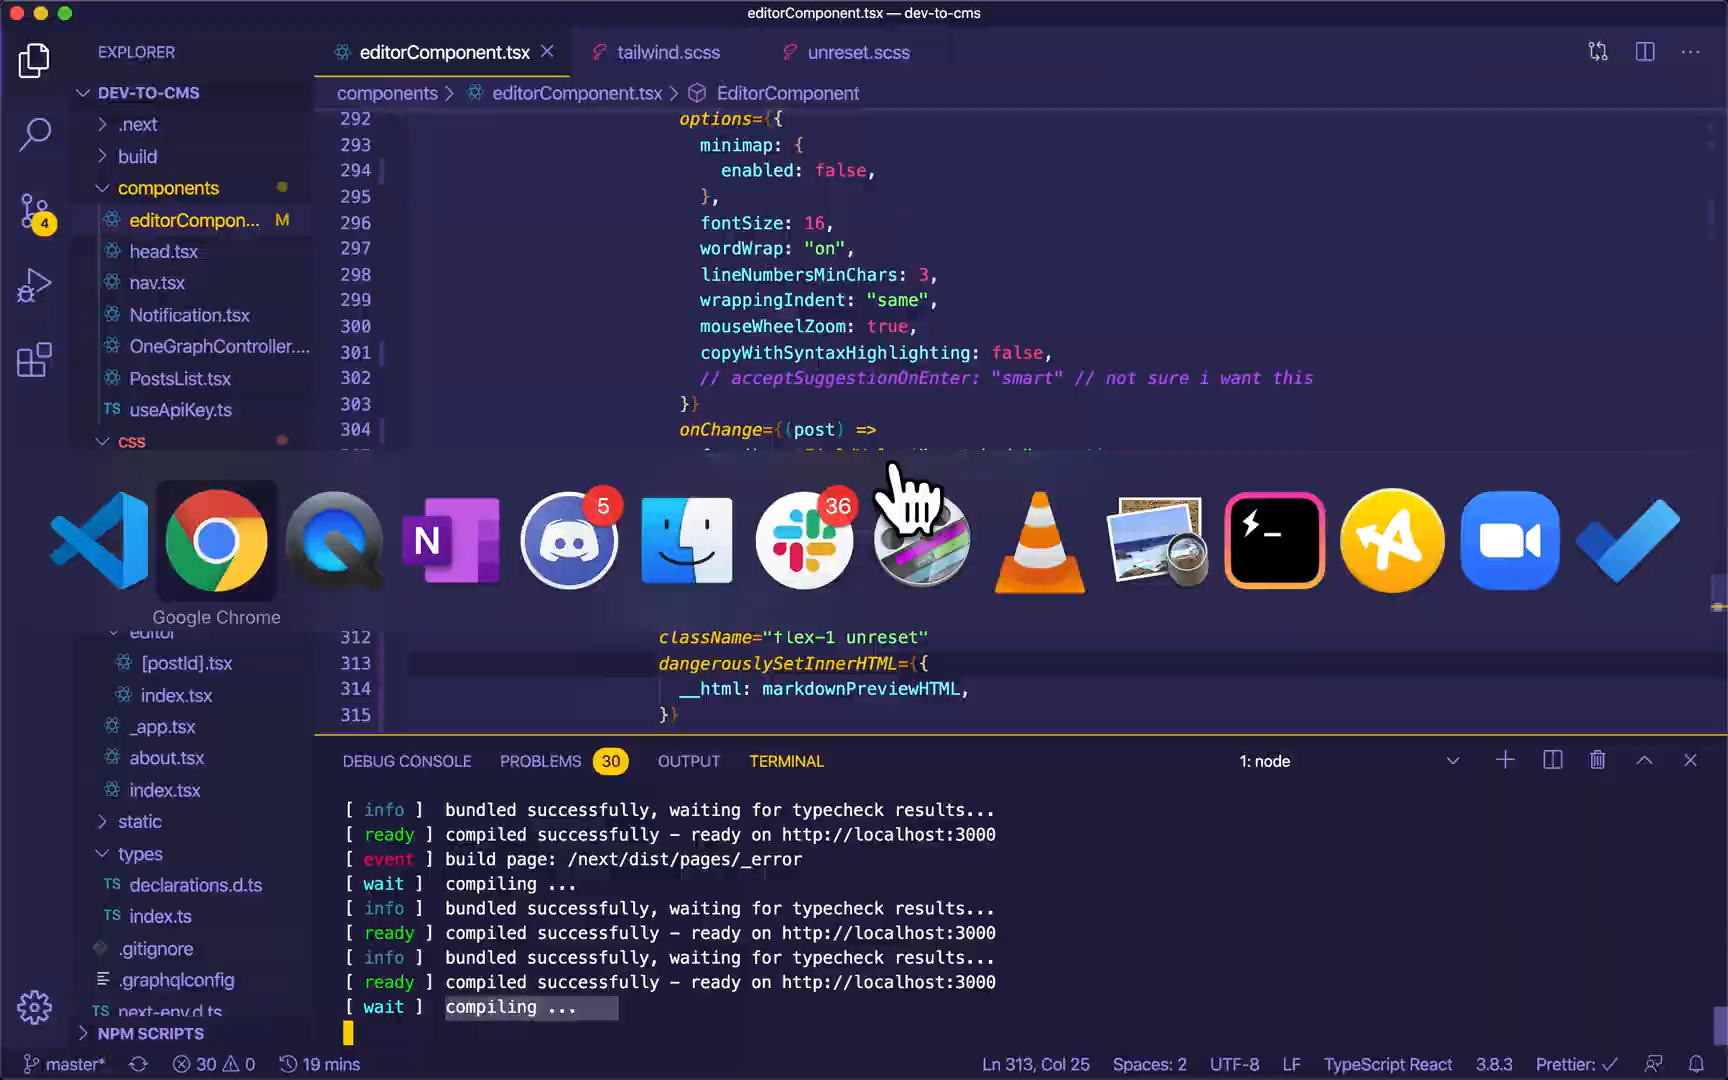 editorComponent.tsx — dev-to-cms
EXPLORER
editorComponent.tsx
tailwind.scss
unreset.scss
DEV-TO-CMS
components
editorComponent.tsx
EditorComponent
.next
build
components
editorCompon... M
head.tsx
nav.tsx
Notification.tsx
OneGraphController....
PostsList.tsx
useApiKey.ts
css
4
292 options={{
293 minimap: {
294 enabled: false,
295 },
296 fontSize: 16,
297 wordWrap: "on",
298 lineNumbersMinChars: 3,
299 wrappingIndent: "same",
300 mouseWheelZoom: true,
301 copyWithSyntaxHighlighting: false,
302 // acceptSuggestionOnEnter: "smart" // not sure i want this
303 }}
304 onChange={(post) =>
5
36
N
Google Chrome
editor
[postId].tsx
index.tsx
_app.tsx
about.tsx
index.tsx
static
types
TS declarations.d.ts
TS index.ts
.gitignore
.graphqlconfig
TS next-env.d.ts
NPM SCRIPTS
312 className="flex-1 unreset"
313 dangerouslySetInnerHTML={{
314 __html: markdownPreviewHTML,
315 }}
DEBUG CONSOLE PROBLEMS 30 OUTPUT TERMINAL 1: node
[ info ] bundled successfully, waiting for typecheck results...
[ ready ] compiled successfully - ready on http://localhost:3000
[ event ] build page: /next/dist/pages/_error
[ wait ] compiling ...
[ info ] bundled successfully, waiting for typecheck results...
[ ready ] compiled successfully - ready on http://localhost:3000
[ info ] bundled successfully, waiting for typecheck results...
[ ready ] compiled successfully - ready on http://localhost:3000
[ wait ] compiling ...
master* 30 0 19 mins Ln 313, Col 25 Spaces: 2 UTF-8 LF TypeScript React 3.8.3 Prettier: ✓